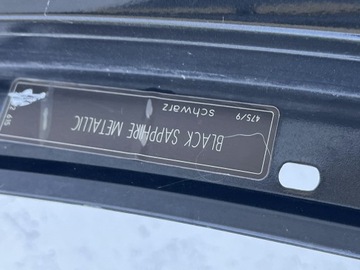 BLACK SAPPHIRE METALLIC
schwarz
475/9